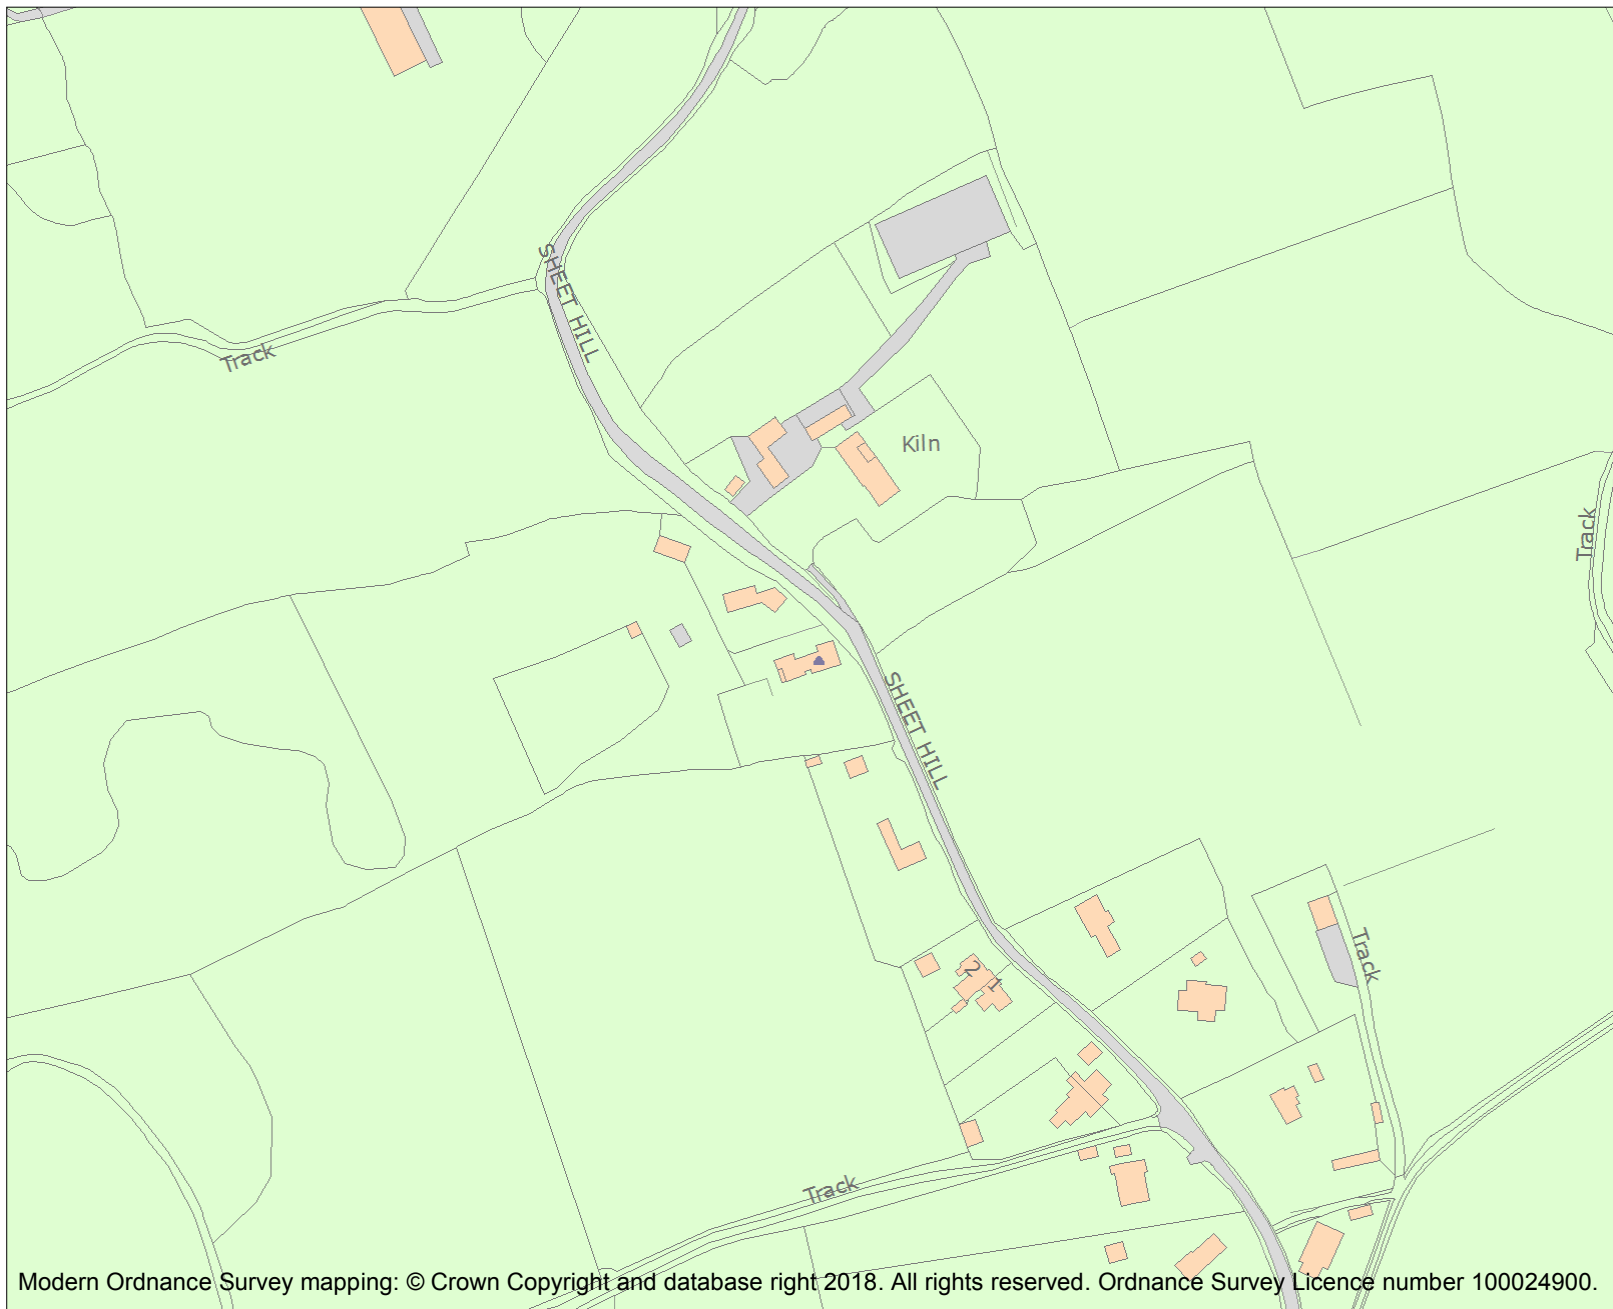 SHEET HILL
Track
Kiln
Track
SHEET HILL
Track
2
1
Track
Modern Ordnance Survey mapping: © Crown Copyright and database right 2018. All rights reserved. Ordnance Survey Licence number 100024900.